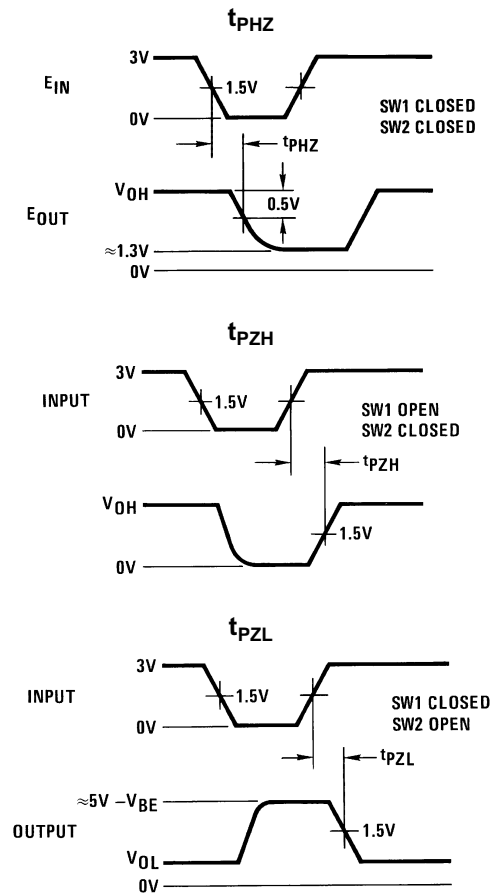 tPHZ
3V
EIN
1.5V
0V
SW1 CLOSED
SW2 CLOSED
tPHZ
VOH
0.5V
EOUT
≈1.3V
0V
tPZH
3V
INPUT
1.5V
0V
SW1 OPEN
SW2 CLOSED
tPZH
VOH
1.5V
0V
tPZL
3V
INPUT
1.5V
0V
SW1 CLOSED
SW2 OPEN
tPZL
≈5V –VBE
OUTPUT
1.5V
VOL
0V